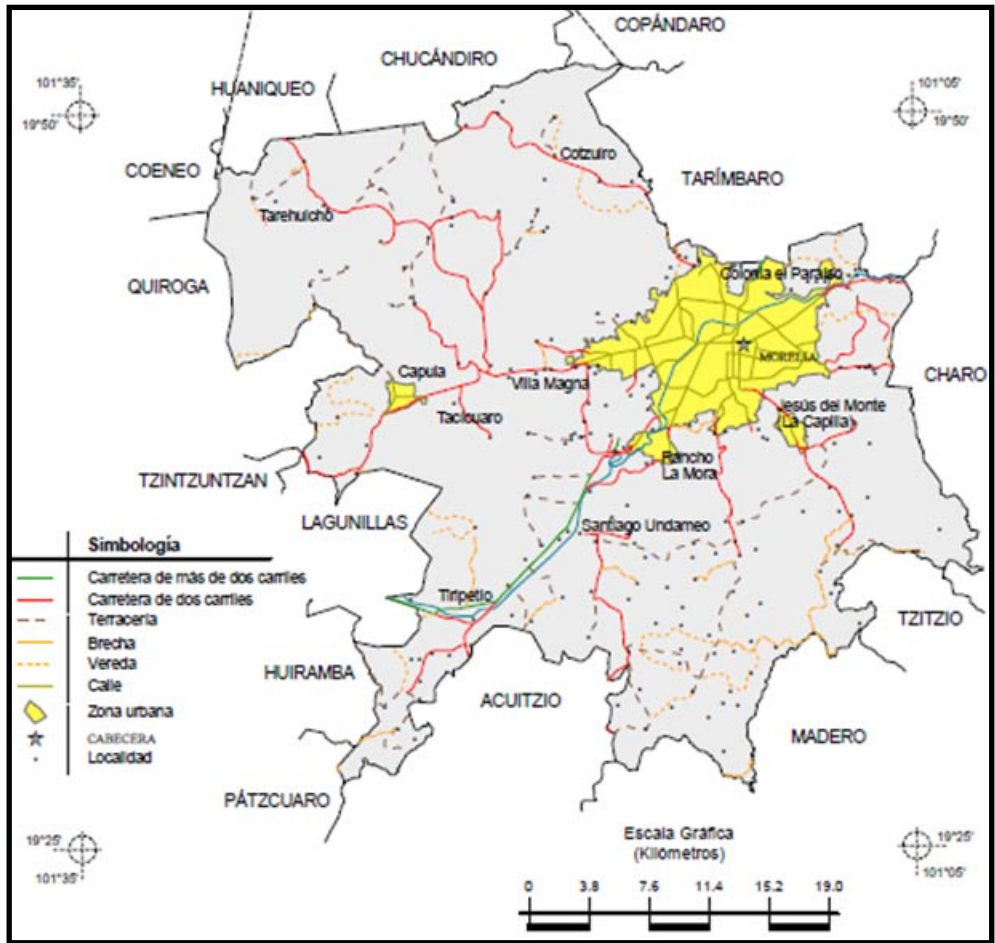 COPÁNDARO
CHUCÁNDIRO
101°35'
101°05'
HUANIQUEO
19°50'
19°50'
COENEO
Cotzuiro
TARÍMBARO
Tarehuicho
QUIROGA
Colonia el Paraiso
MORELIA
Capula
Villa Magna
CHARO
Tacicuaro
Jesús del Monte
(La Capilla)
TZINTZUNTZAN
Rancho
La Mora
LAGUNILLAS
Santiago Undameo
Simbología
Carretera de más de dos carriles
Carretera de dos carriles
Terracería
Brecha
Vereda
Calle
Zona urbana
CABECERA
Localidad
Tiripetio
TZITZIO
HUIRAMBA
ACUITZIO
MADERO
PÁTZCUARO
Escala Gráfica
(Kilómetros)
19°25'
101°35'
19°25'
101°05'
0 3.8 7.6 11.4 15.2 19.0